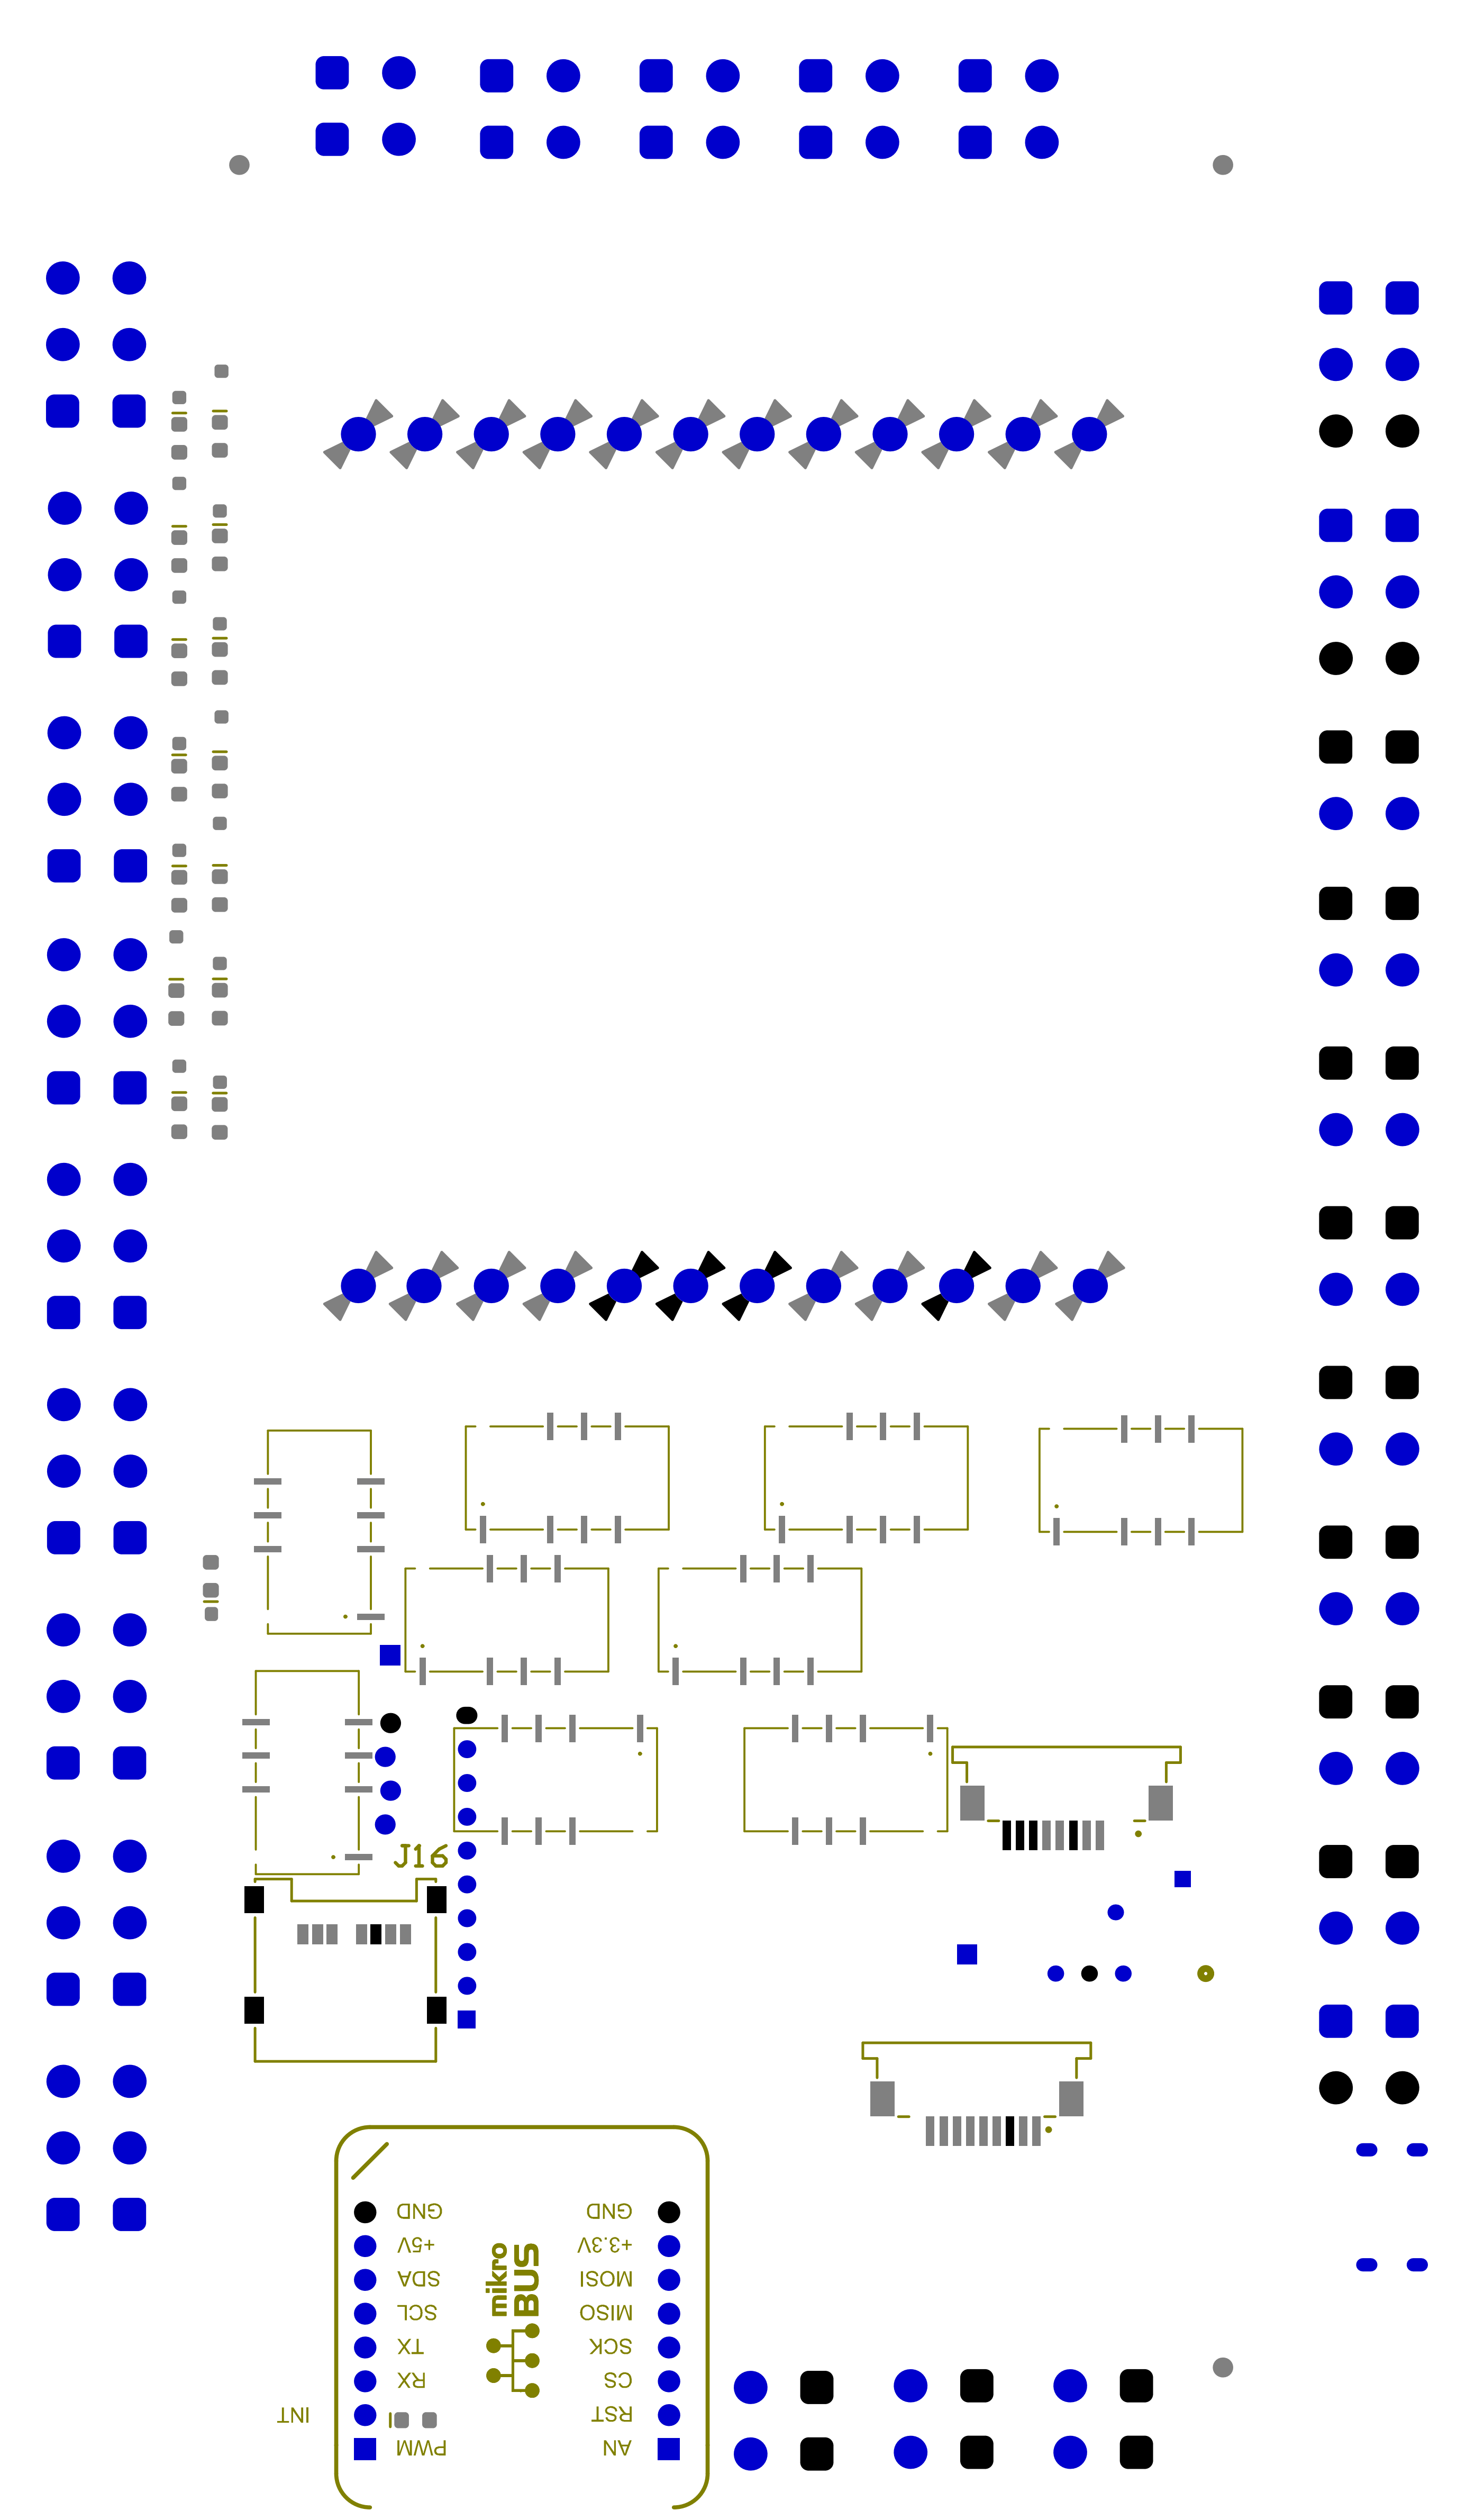 J16
GND GND
+5V +3.3V
SDA MOSI
SCL MISO
TX SCK
RX CS
INT RST
PWM AN
mikro
BUS